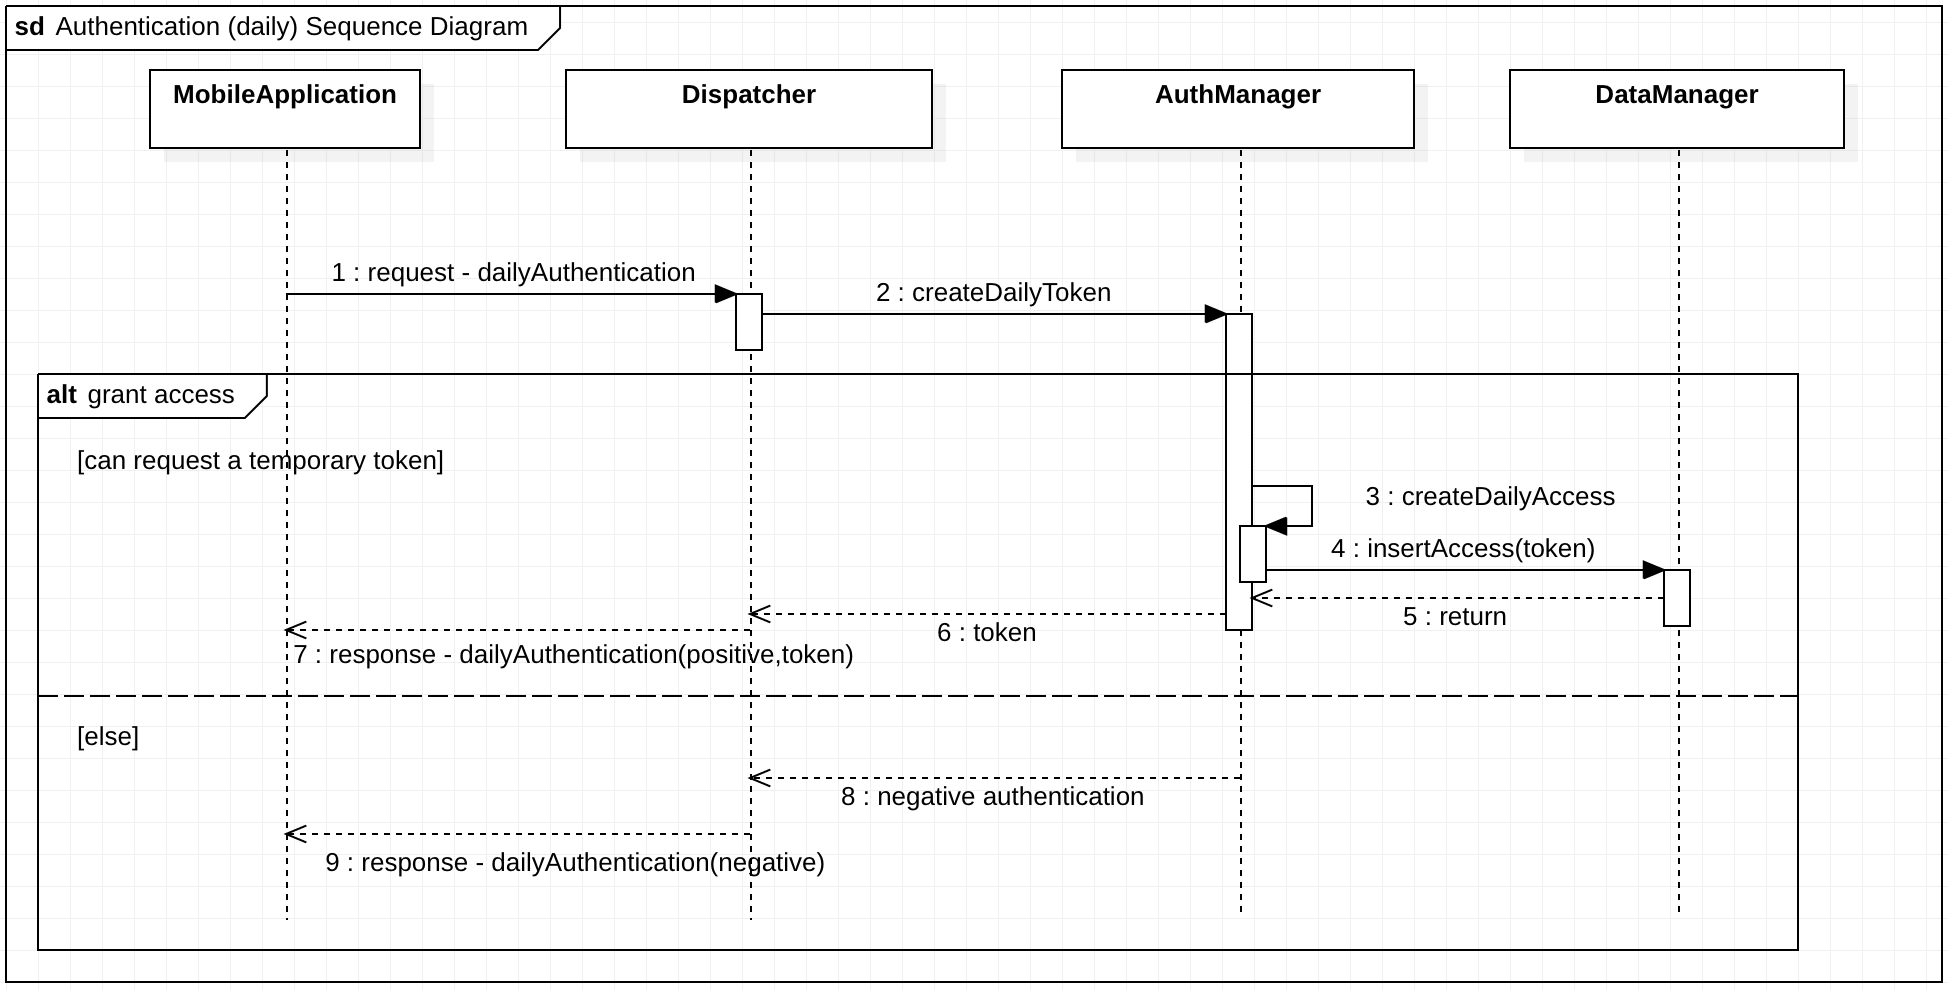 sd Authentication (daily) Sequence Diagram
MobileApplication
Dispatcher
AuthManager
DataManager
1 : request - dailyAuthentication
2 : createDailyToken
alt grant access
[can request a temporary token]
3 : createDailyAccess
4 : insertAccess(token)
5 : return
6 : token
7 : response - dailyAuthentication(positive,token)
[else]
8 : negative authentication
9 : response - dailyAuthentication(negative)